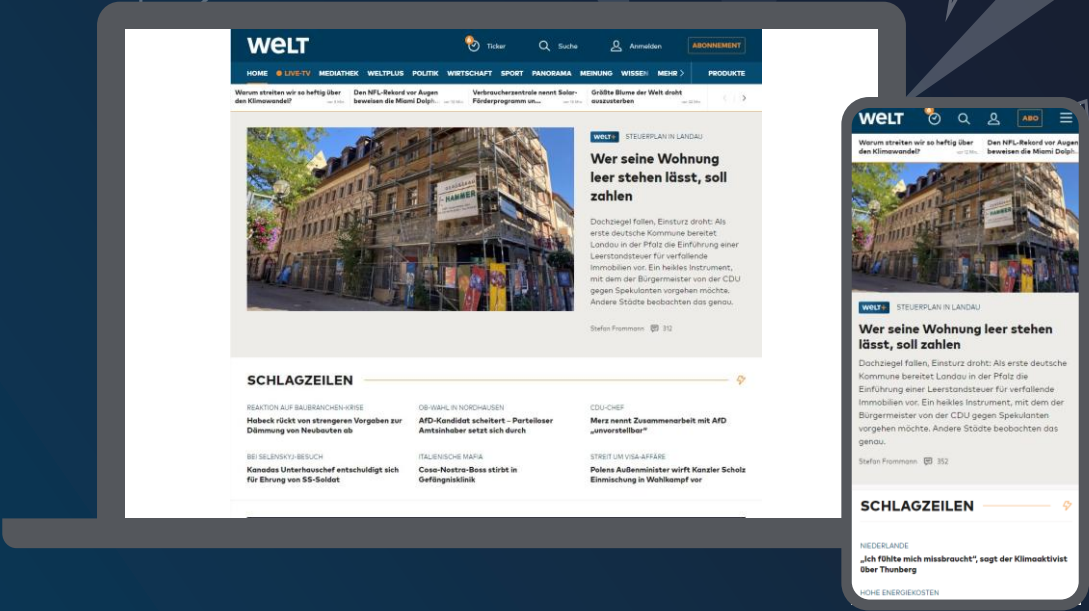 WELT
6
Ticker
Suche
Anmelden
ABONNEMENT
HOME LIVE-TV MEDIATHEK WELTPLUS POLITIK WIRTSCHAFT SPORT PANORAMA MEINUNG WISSEN MEHR PRODUKTE
Warum streiten wir so heftig über
den Klimawandel?
Den NFL-Rekord vor Augen
beweisen die Miami Dolph...
Verbraucherzentrale nennt Solar-
Förderprogramm un...
Größte Blume der Welt droht
auszusterben
HAMMER
WELT+ STEUERPLAN IN LANDAU
Wer seine Wohnung
leer stehen lässt, soll
zahlen
Dachziegel fallen, Einsturz droht: Als
erste deutsche Kommune bereitet
Landau in der Pfalz die Einführung einer
Leerstandsteuer für verfallende
Immobilien vor. Ein heikles Instrument,
mit dem der Bürgermeister von der CDU
gegen Spekulanten vorgehen möchte.
Andere Städte beobachten das genau.
Stefan Frommann 312
SCHLAGZEILEN
REAKTION AUF BAUBRANCHEN-KRISE
Habeck rückt von strengeren Vorgaben zur
Dämmung von Neubauten ab
OB-WAHL IN NORDHAUSEN
AfD-Kandidat scheitert – Parteiloser
Amtsinhaber setzt sich durch
CDU-CHEF
Merz nennt Zusammenarbeit mit AfD
„unvorstellbar“
BEI SELENSKYJ-BESUCH
Kanadas Unterhauschef entschuldigt sich
für Ehrung von SS-Soldat
ITALIENISCHE MAFIA
Cosa-Nostra-Boss stirbt in
Gefängnisklinik
STREIT UM VISA-AFFÄRE
Polens Außenminister wirft Kanzler Scholz
Einmischung in Wahlkampf vor
WELT
6
ABO
Warum streiten wir so heftig über
den Klimawandel?
Den NFL-Rekord vor Augen
beweisen die Miami Dolph.
HAMMER
WELT+ STEUERPLAN IN LANDAU
Wer seine Wohnung leer stehen
lässt, soll zahlen
Dachziegel fallen, Einsturz droht: Als erste deutsche
Kommune bereitet Landau in der Pfalz die
Einführung einer Leerstandsteuer für verfallende
Immobilien vor. Ein heikles Instrument, mit dem der
Bürgermeister von der CDU gegen Spekulanten
vorgehen möchte. Andere Städte beobachten das
genau.
Stefan Frommann 352
SCHLAGZEILEN
NIEDERLANDE
„Ich fühlte mich missbraucht“, sagt der Klimaaktivist
über Thunberg
HOHE ENERGIEKOSTEN